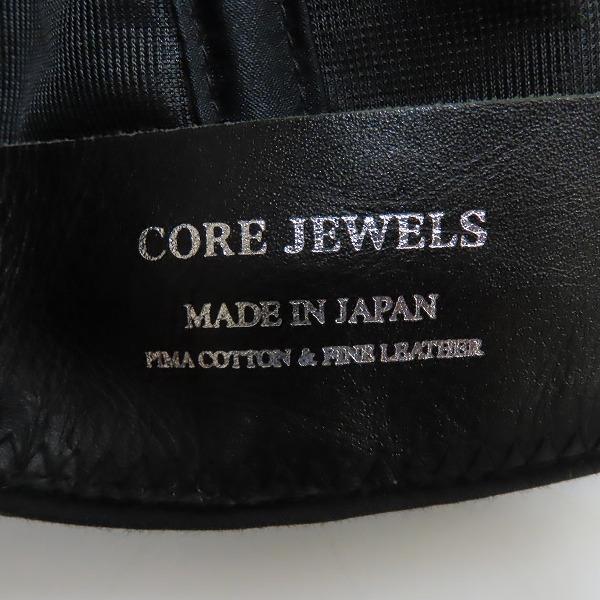 CORE JEWELS
MADE IN JAPAN
PIMA COTTON & FINE LEATHER